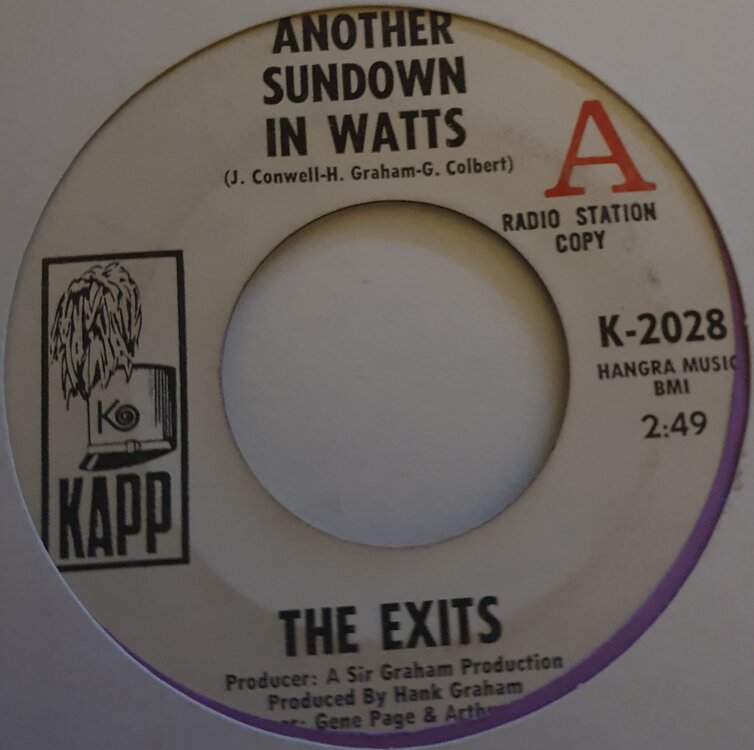 ANOTHER
SUNDOWN
IN WATTS
(J. Conwell-H. Graham-G. Colbert)
A
RADIO STATION
COPY
K-2028
HANGRA MUSIC
BMI
2:49
K
KAPP
THE EXITS
Producer: A Sir Graham Production
Produced By Hank Graham
Gene Page &